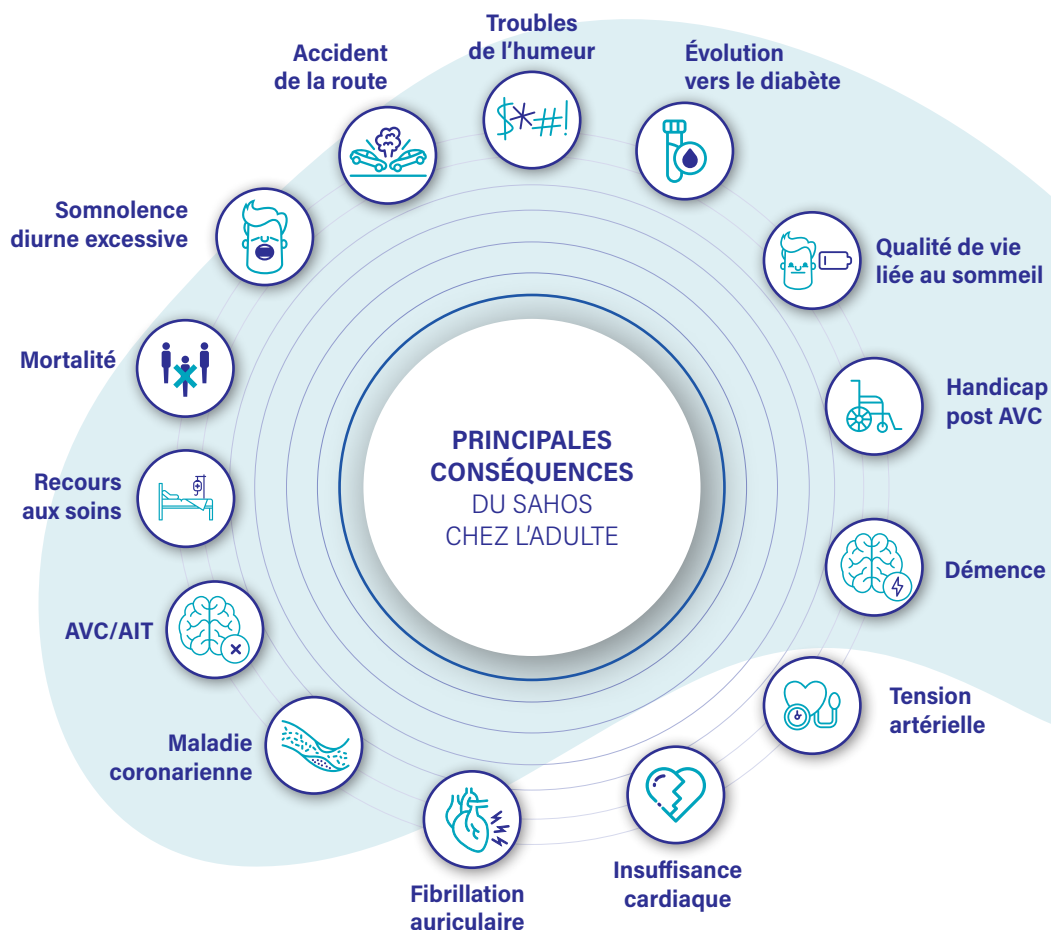 Troubles
de l'humeur
Évolution
vers le diabète
Qualité de vie
liée au sommeil
Handicap
post AVC
Démence
Tension
artérielle
Insuffisance
cardiaque
Fibrillation
auriculaire
Maladie
coronarienne
AVC/AIT
Recours
aux soins
Mortalité
Somnolence
diurne excessive
Accident
de la route
$*#!
PRINCIPALES
CONSÉQUENCES
DU SAHOS
CHEZ L'ADULTE